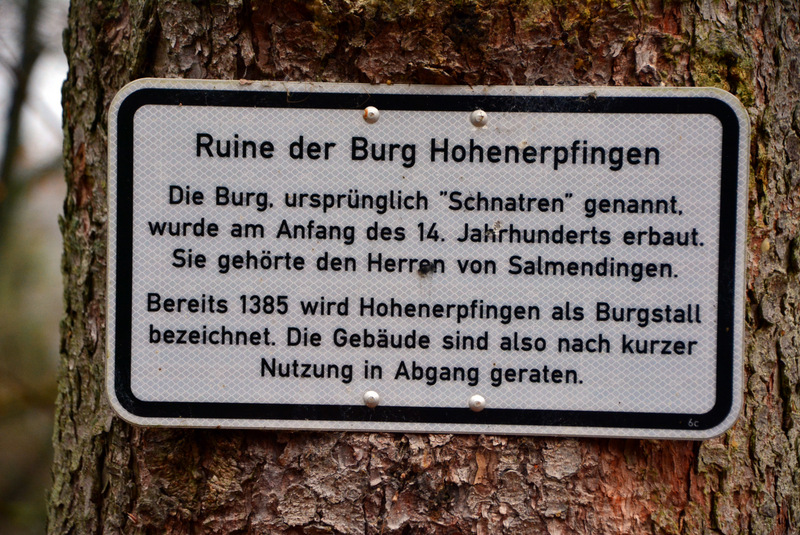 Ruine der Burg Hohenerpfingen
Die Burg, ursprünglich "Schnatren" genannt,
wurde am Anfang des 14. Jahrhunderts erbaut.
Sie gehörte den Herren von Salmendingen.
Bereits 1385 wird Hohenerpfingen als Burgstall
bezeichnet. Die Gebäude sind also nach kurzer
Nutzung in Abgang geraten.
6c